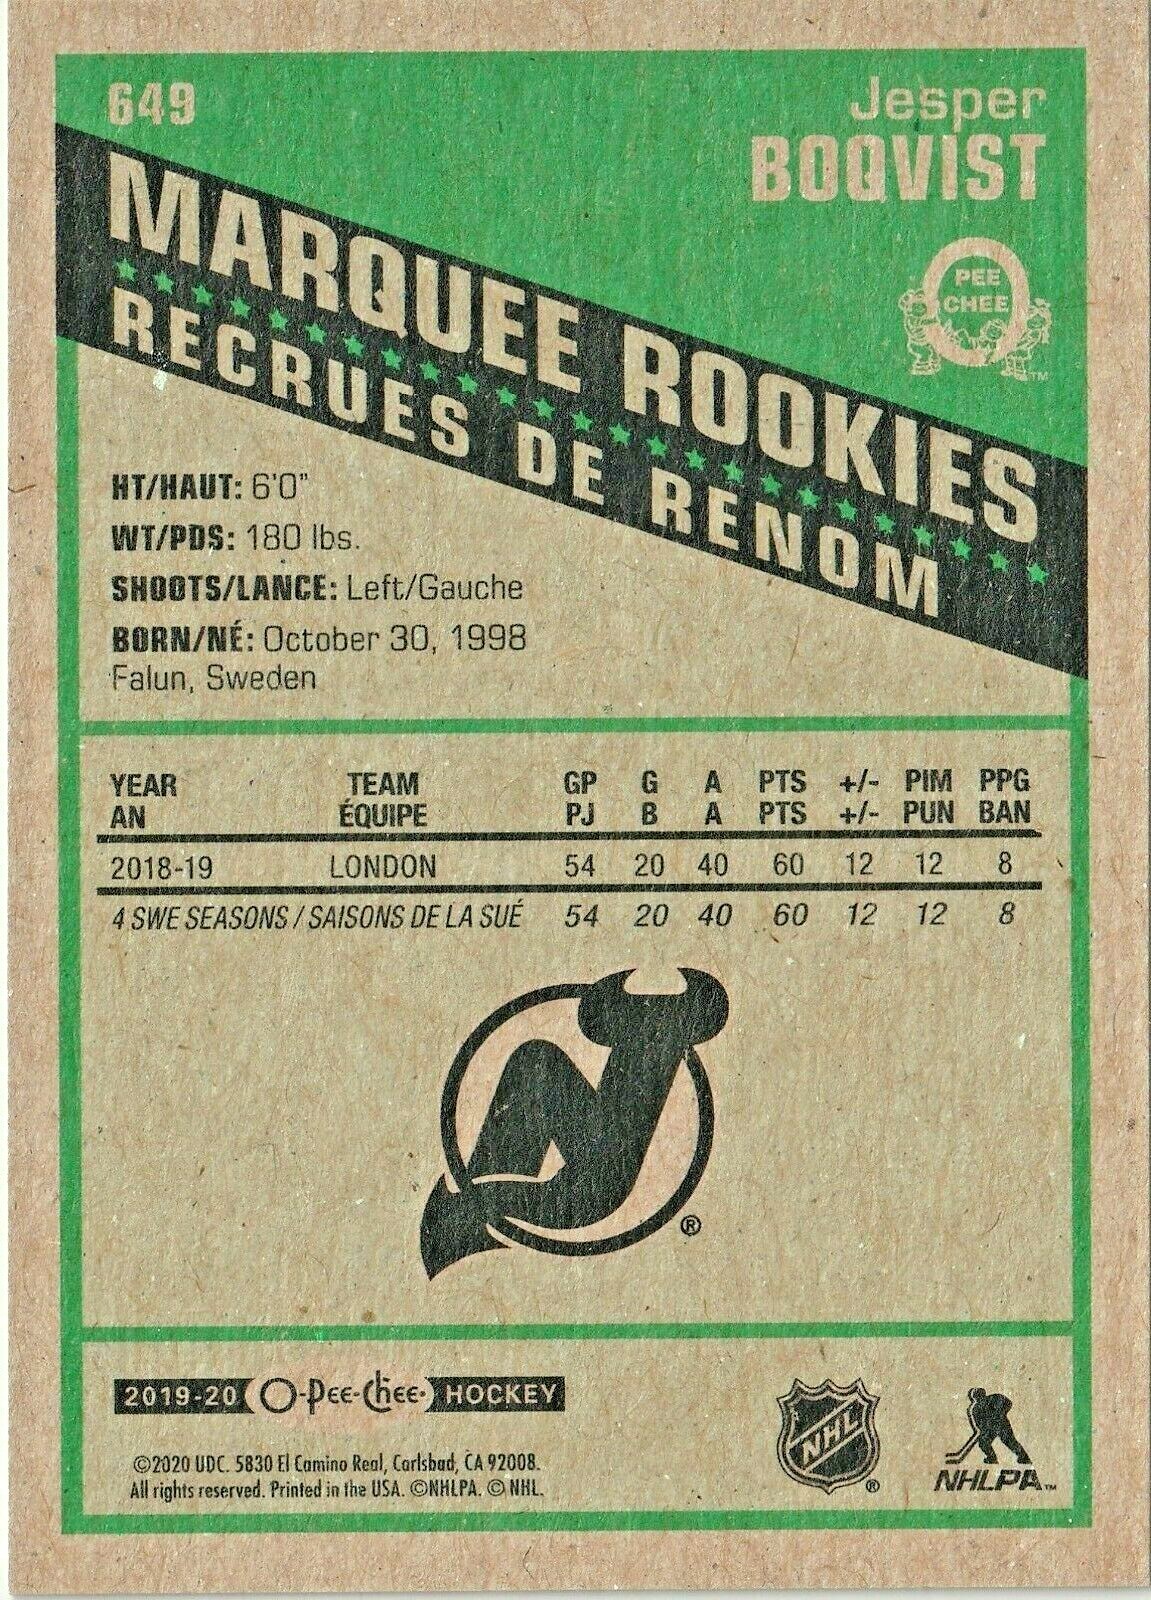 649
Jesper
BOQVIST
MARQUEE ROOKIES
RECRUES DE RENOM
PEE
CHEE
TM
HT/HAUT: 6'0"
WT/PDS: 180 lbs.
SHOOTS/LANCE: Left/Gauche
BORN/NÉ: October 30, 1998
Falun, Sweden
YEAR TEAM GP G A PTS +/- PIM PPG
AN ÉQUIPE PJ B A PTS +/- PUN BAN
2018-19 LONDON 54 20 40 60 12 12 8
4 SWE SEASONS / SAISONS DE LA SUÉ 54 20 40 60 12 12 8
®
2019-20 O-Pee-Chee HOCKEY
NHL ®
NHLPA™
©2020 UDC. 5830 El Camino Real, Carlsbad, CA 92008.
All rights reserved. Printed in the USA. ©NHLPA. © NHL.